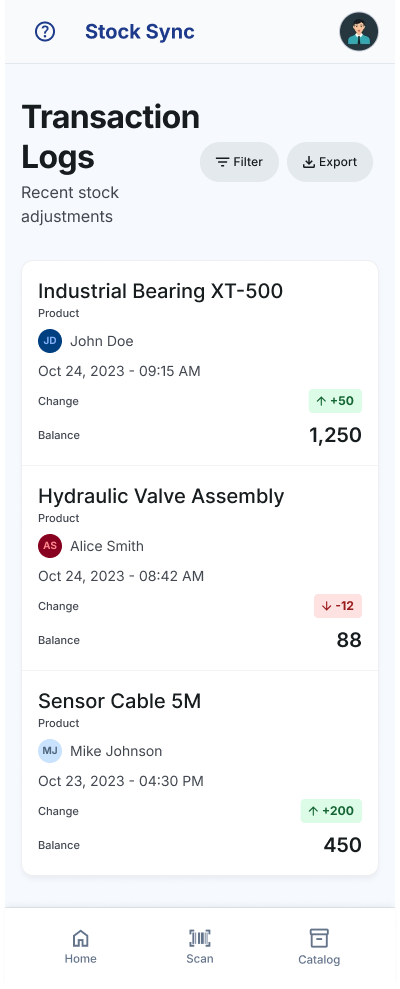 Stock Sync
Transaction
Logs
Filter
Export
Recent stock
adjustments
Industrial Bearing XT-500
Product
JD John Doe
Oct 24, 2023 - 09:15 AM
Change ↑ +50
Balance 1,250
Hydraulic Valve Assembly
Product
AS Alice Smith
Oct 24, 2023 - 08:42 AM
Change ↓ -12
Balance 88
Sensor Cable 5M
Product
MJ Mike Johnson
Oct 23, 2023 - 04:30 PM
Change ↑ +200
Balance 450
Home Scan Catalog